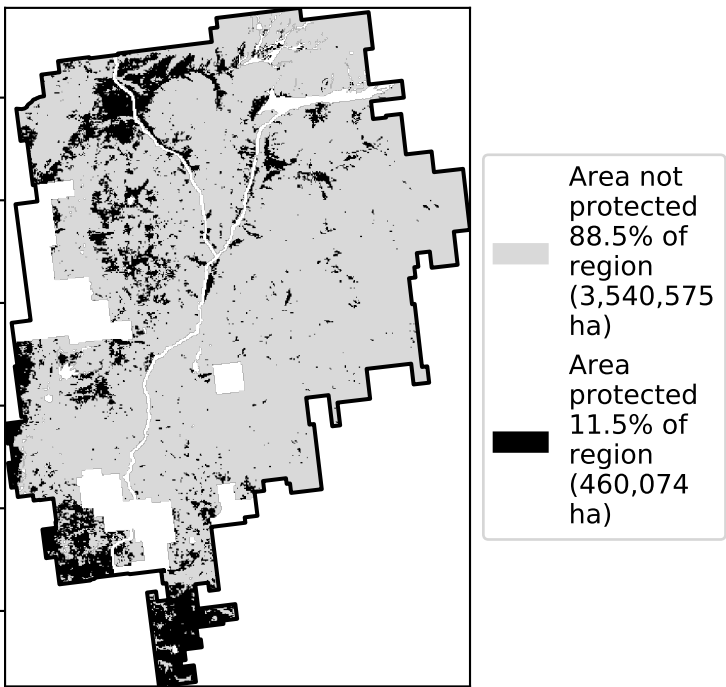 Area not
protected
88.5% of
region
(3,540,575
ha)
Area
protected
11.5% of
region
(460,074
ha)